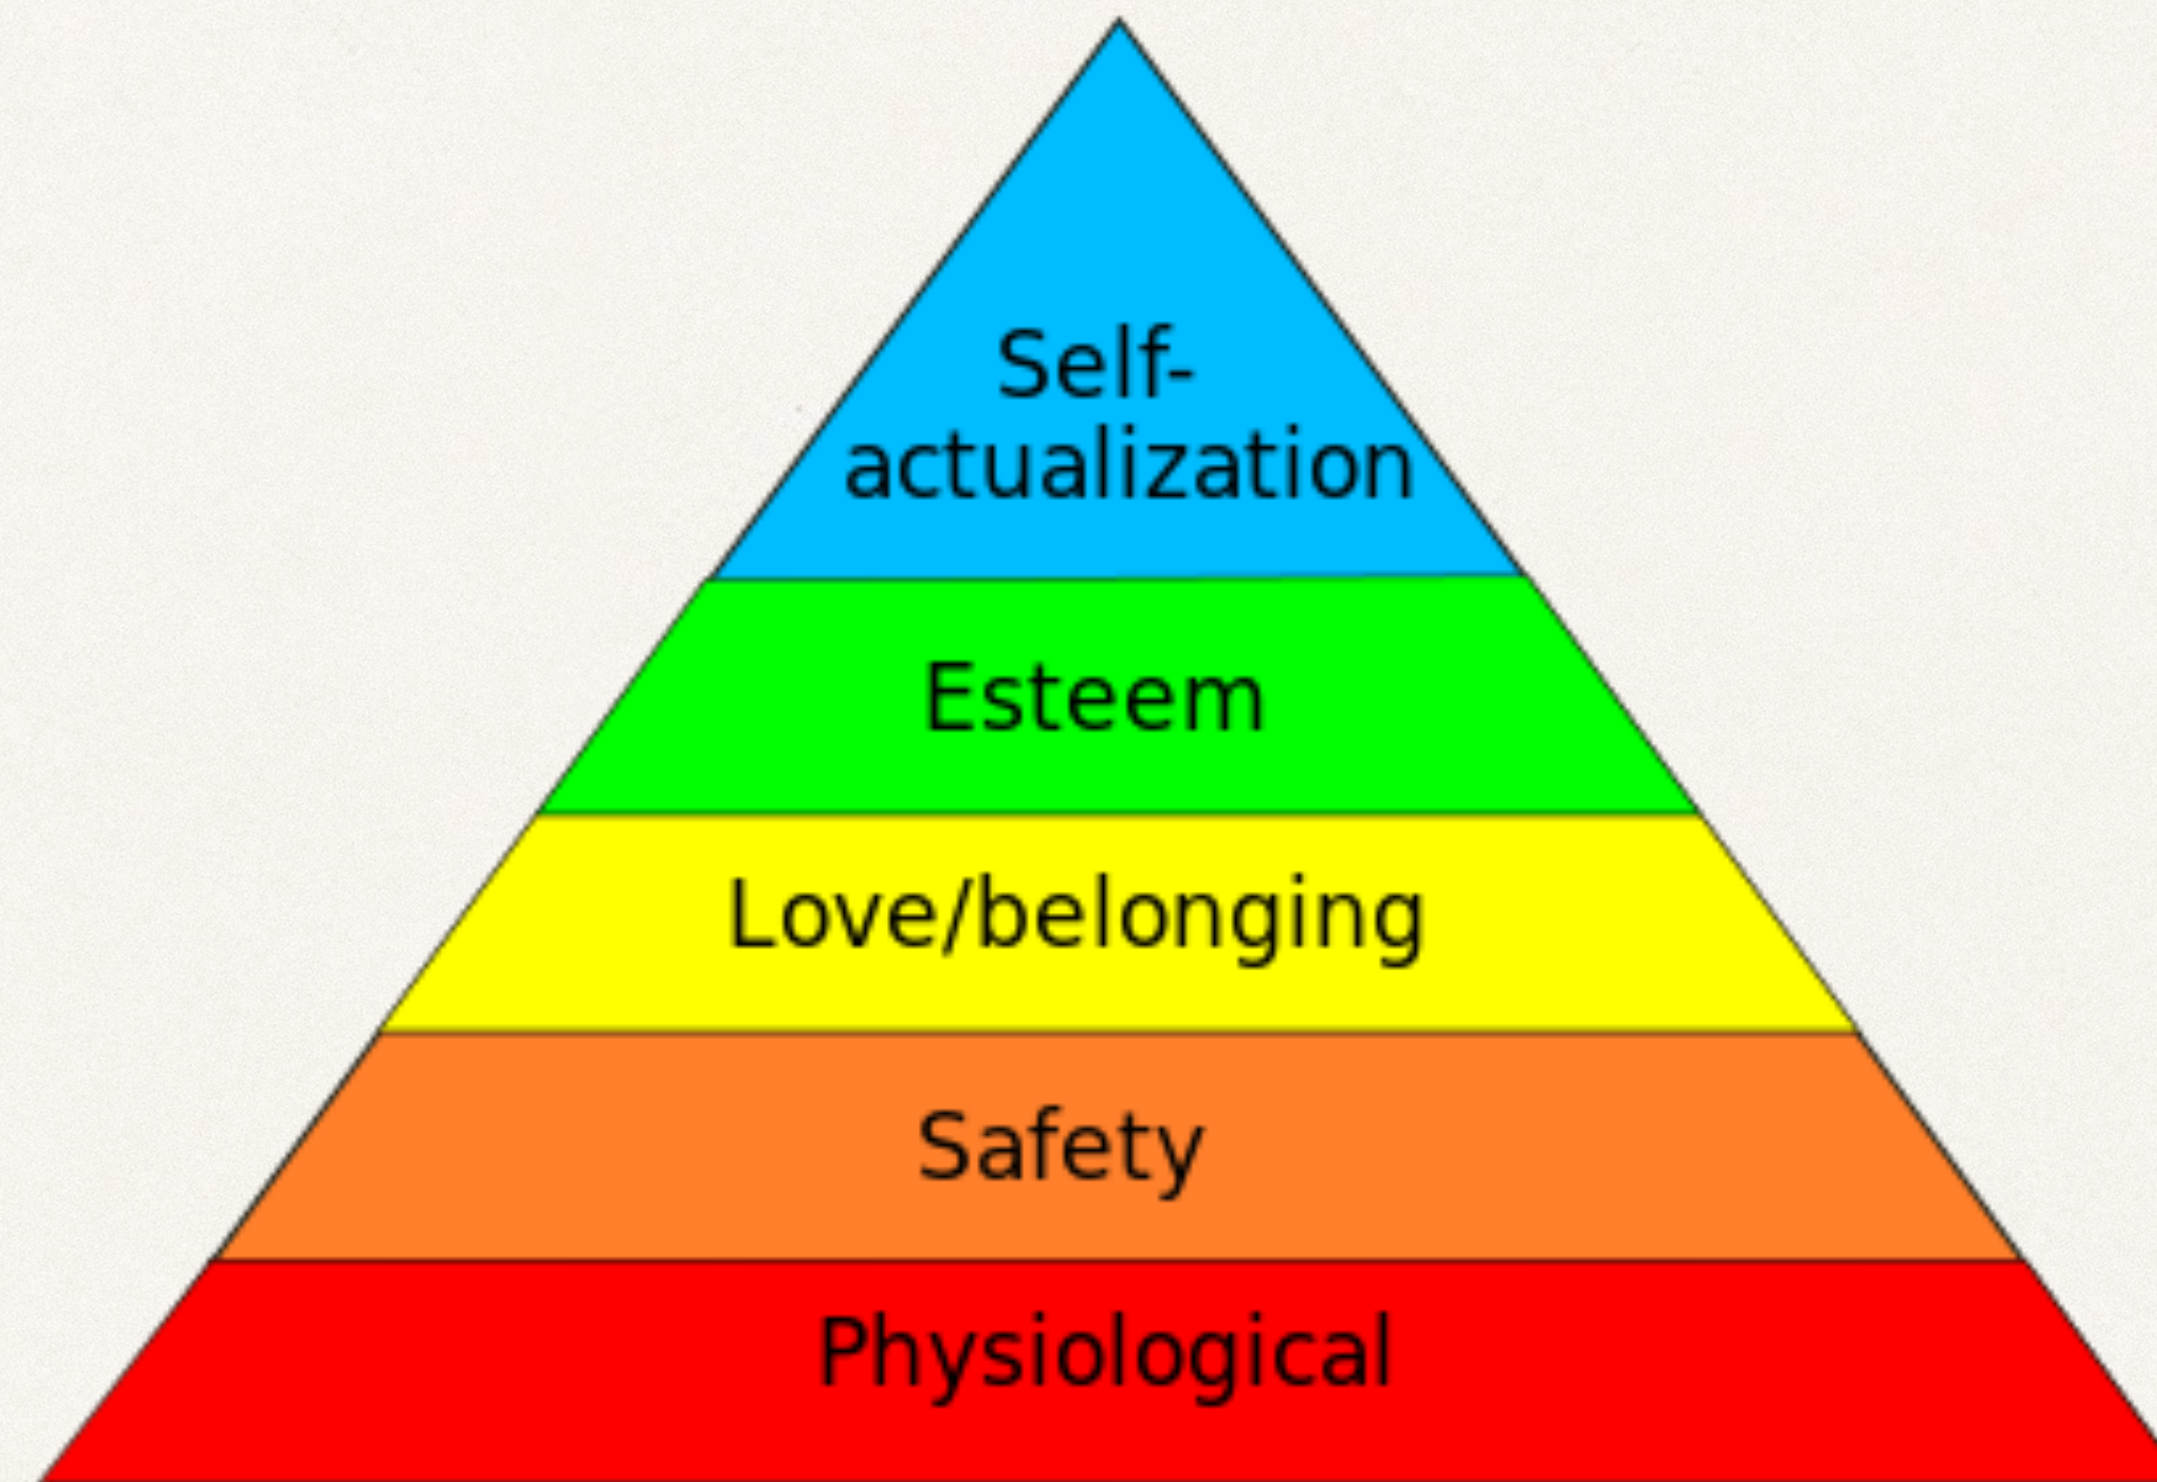 Self-
actualization
Esteem
Love/belonging
Safety
Physiological